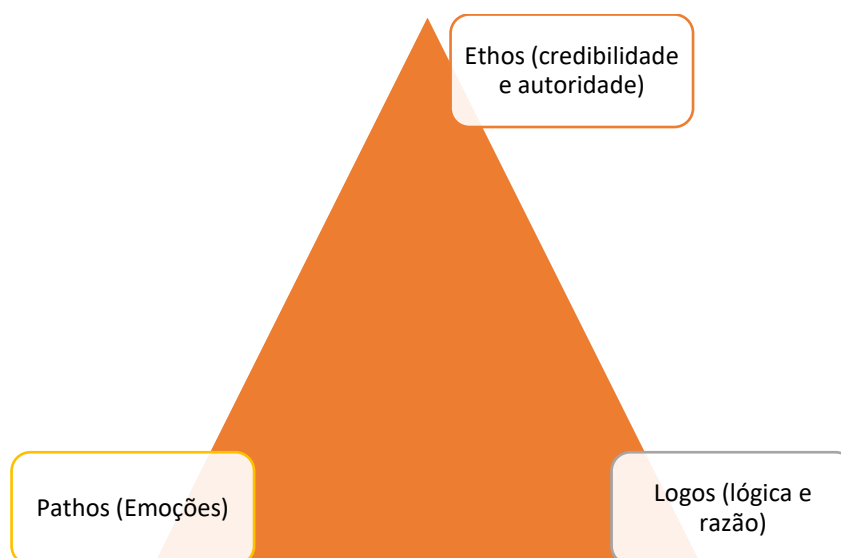 Ethos (credibilidade
e autoridade)
Pathos (Emoções)
Logos (lógica e
razão)